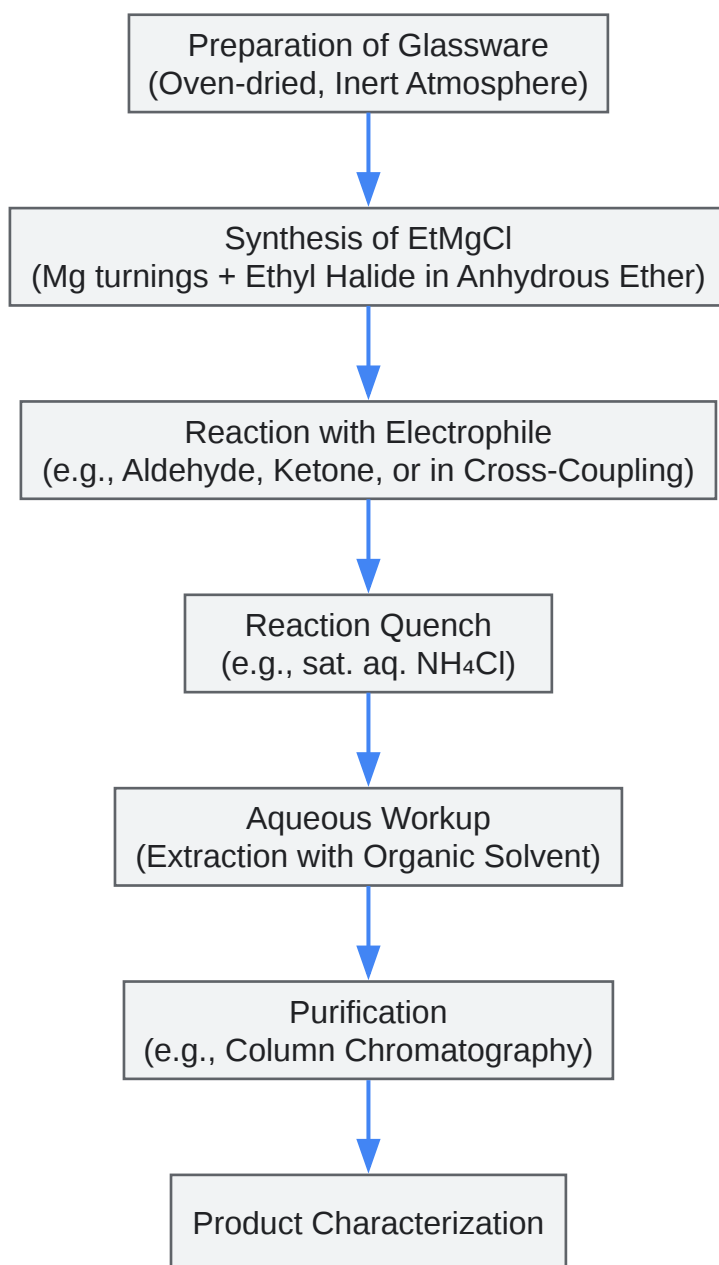 Preparation of Glassware
(Oven-dried, Inert Atmosphere)
Synthesis of EtMgCl
(Mg turnings + Ethyl Halide in Anhydrous Ether)
Reaction with Electrophile
(e.g., Aldehyde, Ketone, or in Cross-Coupling)
Reaction Quench
(e.g., sat. aq. NH₄Cl)
Aqueous Workup
(Extraction with Organic Solvent)
Purification
(e.g., Column Chromatography)
Product Characterization